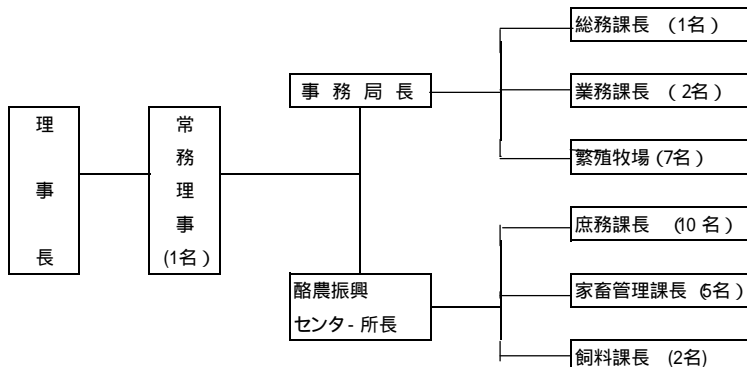 理事長
常務理事
(1名)
事務局長
酪農振興
センタ-所長
総務課長 (1名)
業務課長 (2名)
繁殖牧場 (7名)
庶務課長 (10名)
家畜管理課長 (5名)
飼料課長 (2名)